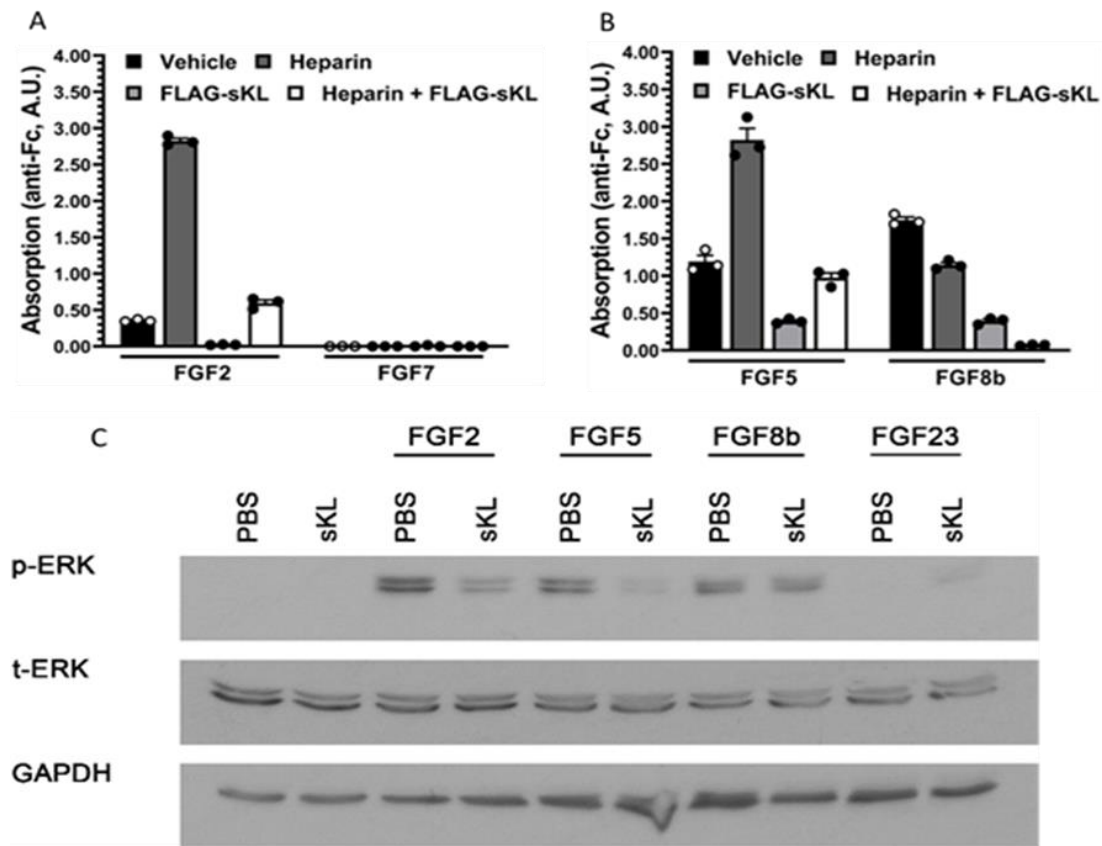 A
Absorption (anti-Fc, A.U.)
4.00
3.50
3.00
2.50
2.00
1.50
1.00
0.50
0.00
Vehicle Heparin
FLAG-sKL Heparin + FLAG-sKL
FGF2 FGF7
B
Absorption (anti-Fc, A.U.)
4.00
3.50
3.00
2.50
2.00
1.50
1.00
0.50
0.00
Vehicle Heparin
FLAG-sKL Heparin + FLAG-sKL
FGF5 FGF8b
C
FGF2 FGF5 FGF8b FGF23
PBS sKL PBS sKL PBS sKL PBS sKL PBS sKL
p-ERK
t-ERK
GAPDH